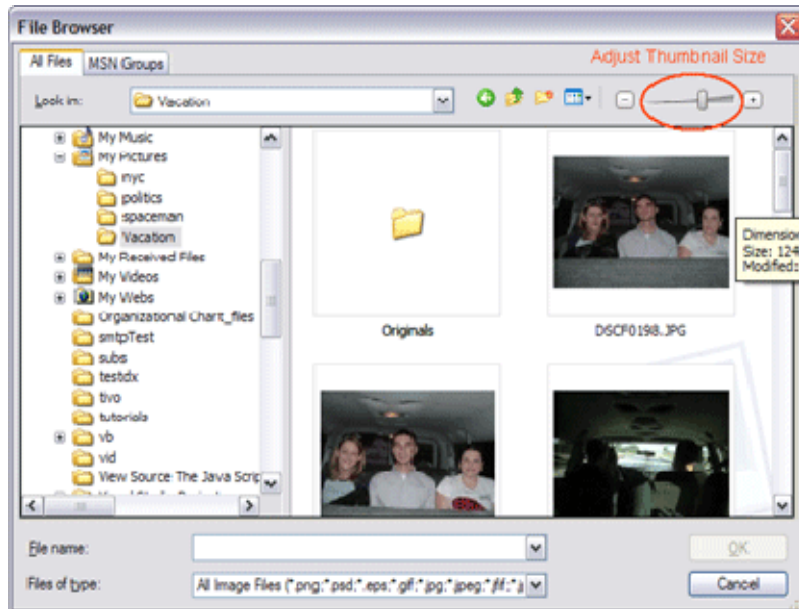 File Browser
All Files
MSN Groups
Adjust Thumbnail Size
Look in:
Vacation
My Music
My Pictures
nyc
politics
spaceman
Vacation
My Received Files
My Videos
My Webs
Organizational Chart_files
smtpTest
subs
testdx
tivo
tutorials
vb
vid
View Source: The Java Scrip
Originals
DSCF0198.JPG
Dimension
Size: 124
Modified:
File name:
OK
Files of type:
All Image Files (*.png;*.psd;*.eps;*.gif;*.jpg;*.jpeg;*.jfif;*.j
Cancel